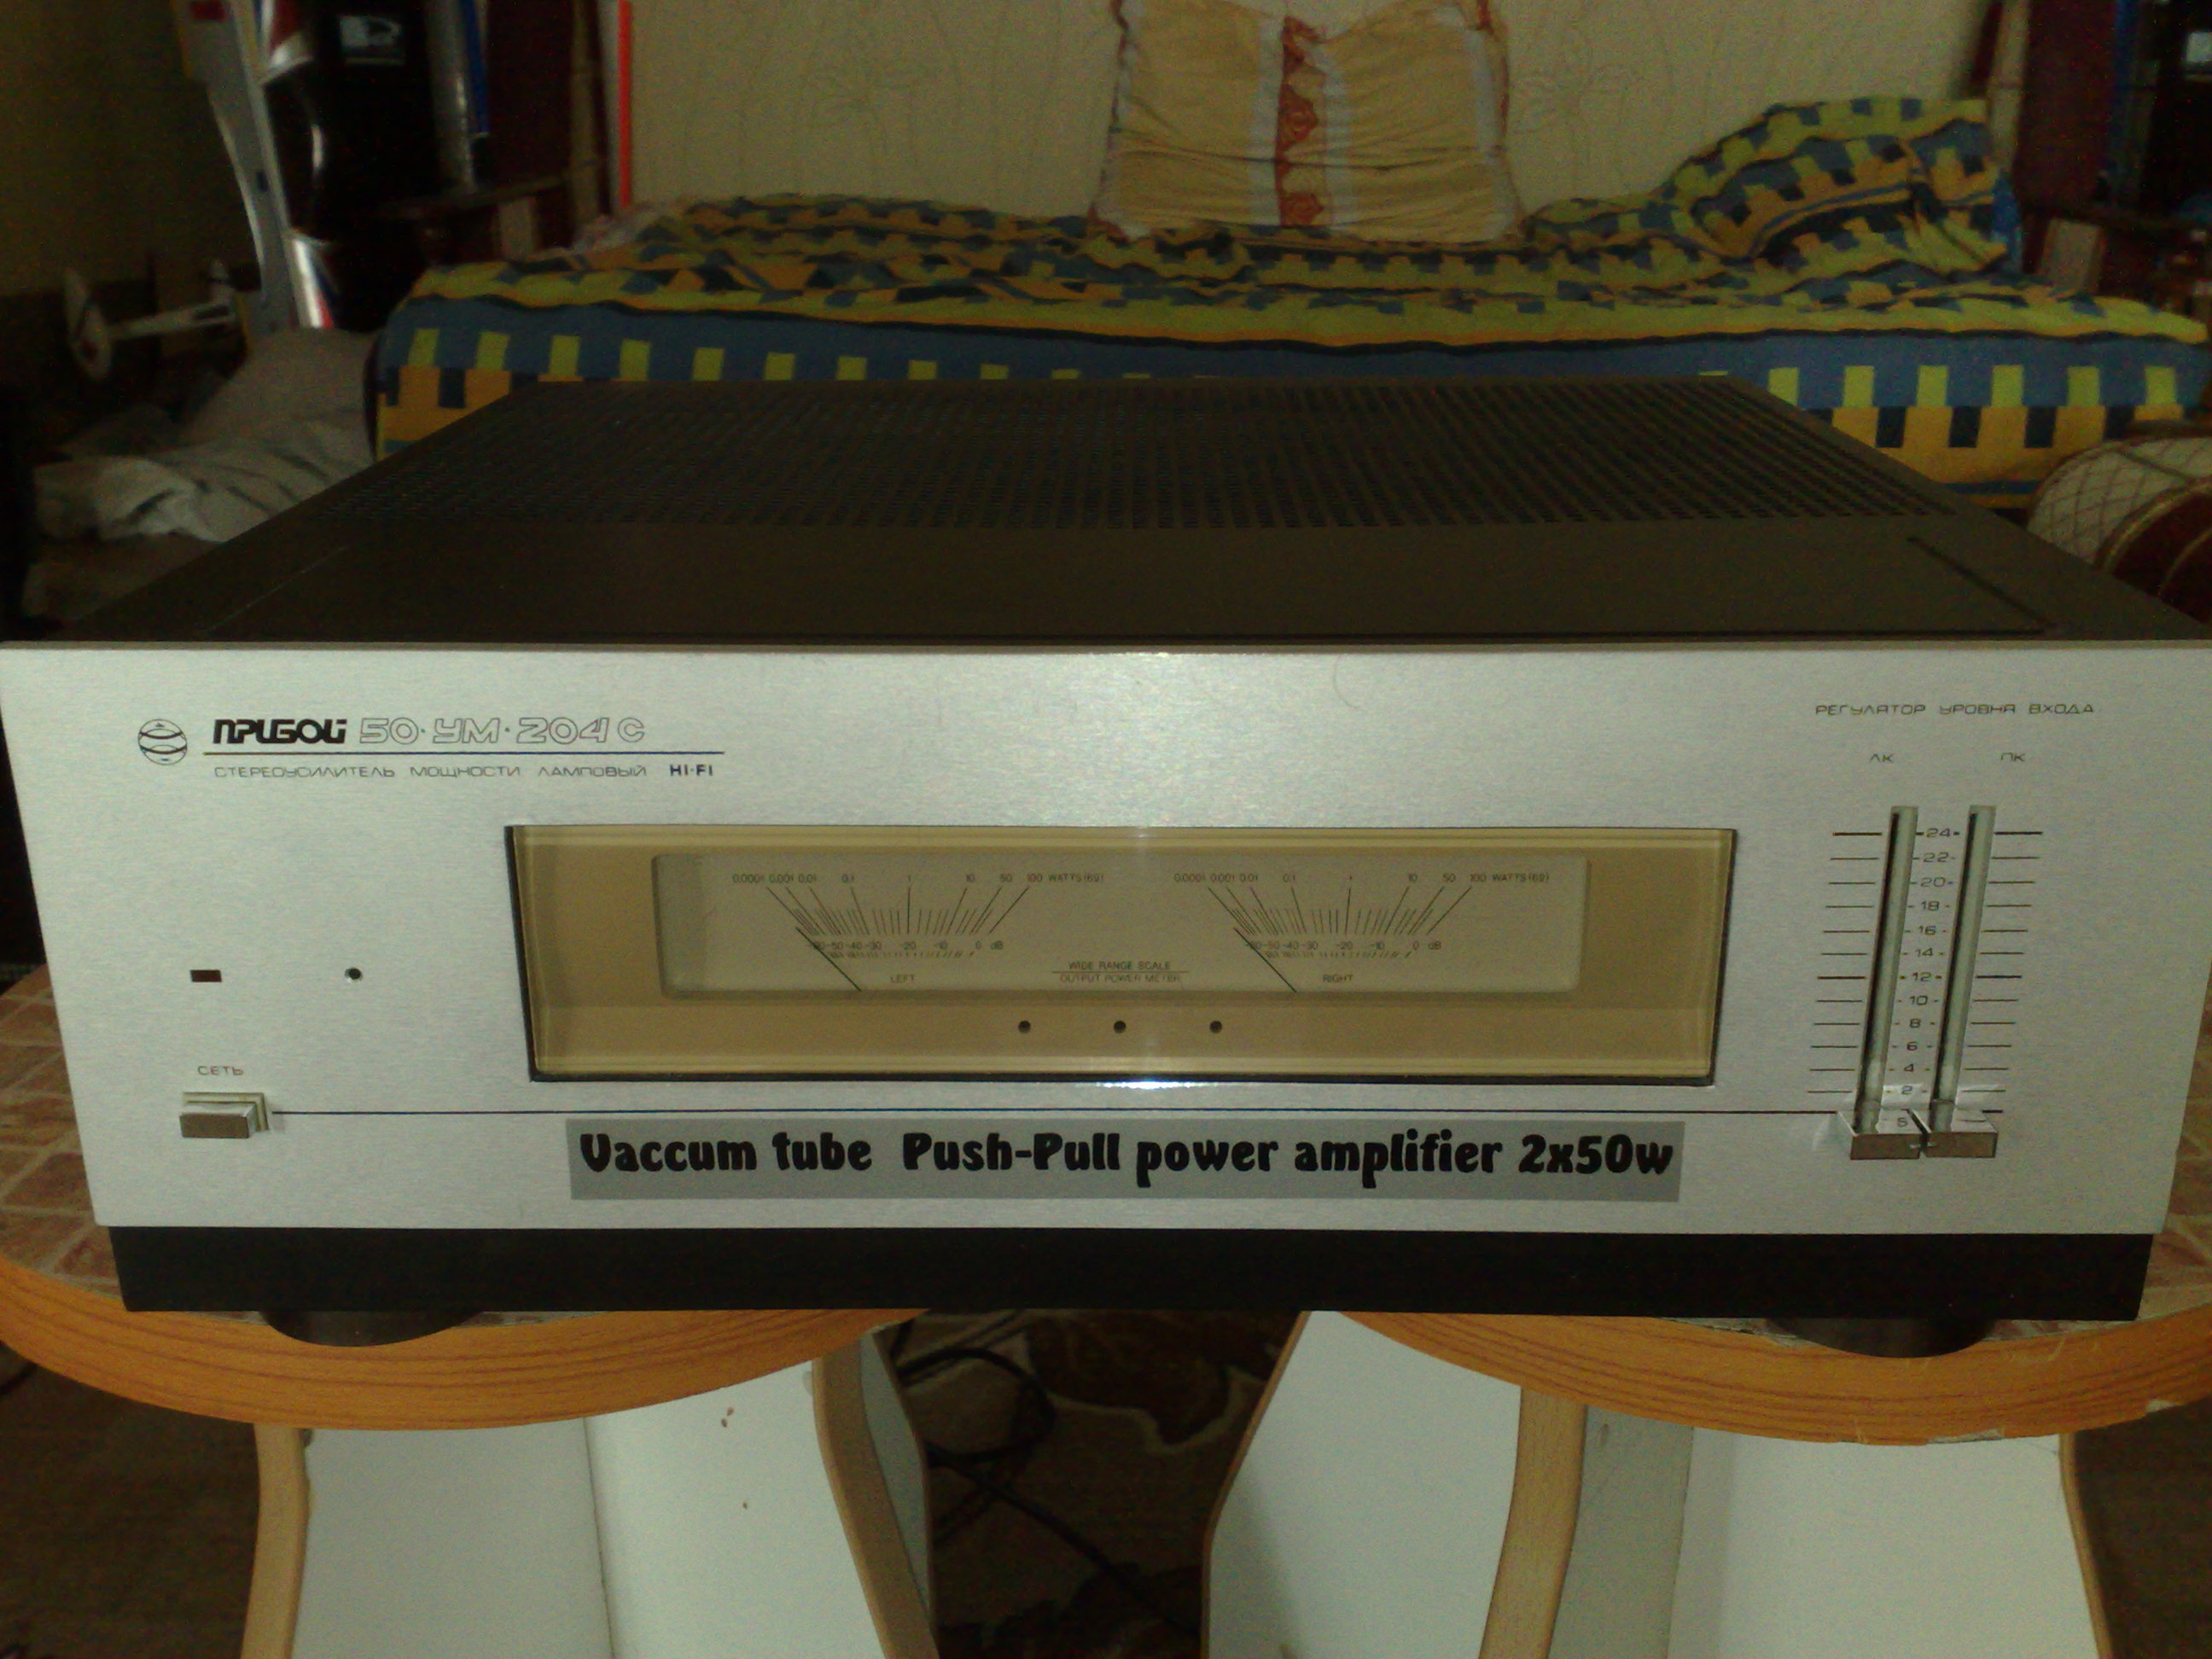 ПРИБОЙ 50·УМ·204 С
СТЕРЕОУСИЛИТЕЛЬ МОЩНОСТИ ЛАМПОВЫЙ HI-FI
РЕГУЛЯТОР УРОВНЯ ВХОДА
ЛК ПК
24
22
20
18
16
14
12
10
8
6
4
2
0.0001 0.001 0.01 0.1 1 10 50 100 WATTS(8Ω)
-50 -40 -30 -20 -10 0 dB
LEFT
0.0001 0.001 0.01 0.1 1 10 50 100 WATTS(8Ω)
-50 -40 -30 -20 -10 0 dB
RIGHT
WIDE RANGE SCALE
OUTPUT POWER METER
СЕТЬ
Vaccum tube Push-Pull power amplifier 2x50w